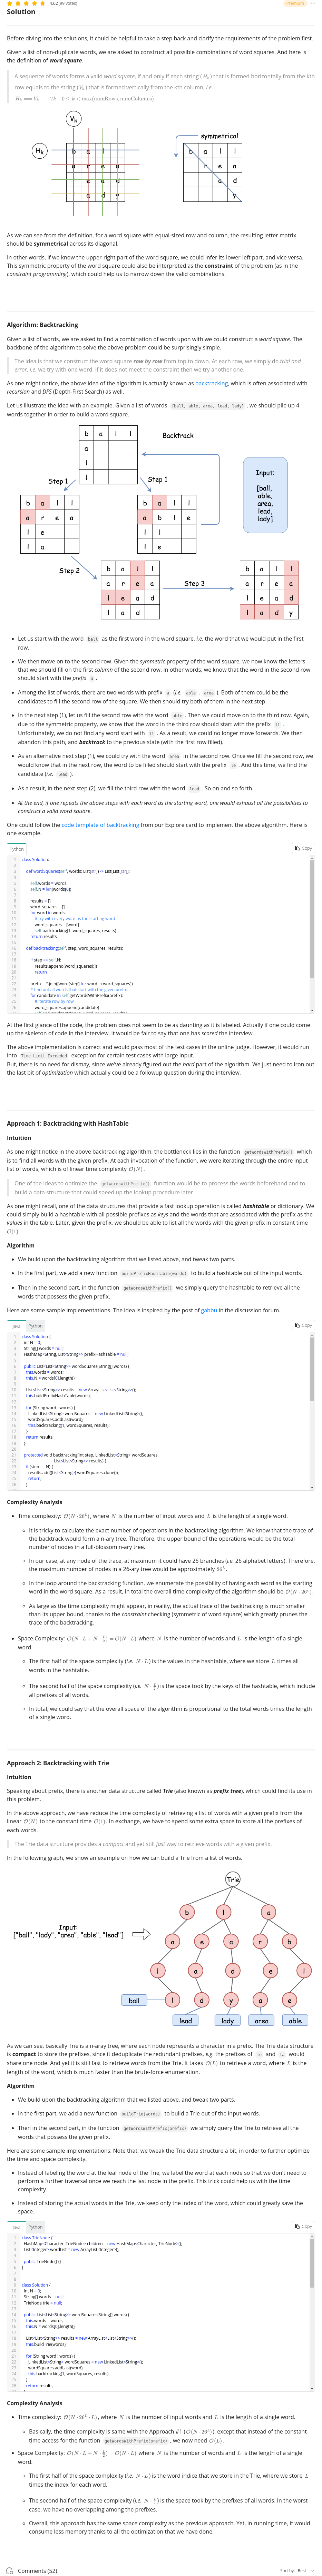 4.62 (99 votes)
Premium
Solution
Before diving into the solutions, it could be helpful to take a step back and clarify the requirements of the problem first.
Given a list of non-duplicate words, we are asked to construct all possible combinations of word squares. And here is
the definition of word square.
A sequence of words forms a valid word square, if and only if each string (Hk) that is formed horizontally from the kth
row equals to the string (Vk) that is formed vertically from the kth column, i.e.
Hk == Vk ∀k 0 ≤ k < max(numRows, numColumns).
Vk
symmetrical
Hk
b a l l
a r e a
l e a d
l a d y
b a l l
r e a
a d
y
As we can see from the definition, for a word square with equal-sized row and column, the resulting letter matrix
should be symmetrical across its diagonal.
In other words, if we know the upper-right part of the word square, we could infer its lower-left part, and vice versa.
This symmetric property of the word square could also be interpreted as the constraint of the problem (as in the
constraint programming), which could help us to narrow down the valid combinations.
Algorithm: Backtracking
Given a list of words, we are asked to find a combination of words upon with we could construct a word square. The
backbone of the algorithm to solve the above problem could be surprisingly simple.
The idea is that we construct the word square row by row from top to down. At each row, we simply do trial and
error, i.e. we try with one word, if it does not meet the constraint then we try another one.
As one might notice, the above idea of the algorithm is actually known as backtracking, which is often associated with
recursion and DFS (Depth-First Search) as well.
Let us illustrate the idea with an example. Given a list of words [ball, able, area, lead, lady], we should pile up 4
words together in order to build a word square.
b a l l
a
l
l
Backtrack
Input:
[ball,
able,
area,
lead,
lady]
Step 1
Step 1
b a l l
a r e a
l e
l a
b a l l
a b l e
l l
l e
Step 2
b a l l
a r e a
l e a d
l a d
Step 3
b a l l
a r e a
l e a d
l a d y
Let us start with the word ball as the first word in the word square, i.e. the word that we would put in the first
row.
We then move on to the second row. Given the symmetric property of the word square, we now know the letters
that we should fill on the first column of the second row. In other words, we know that the word in the second row
should start with the prefix a.
Among the list of words, there are two words with prefix a (i.e. able, area). Both of them could be the
candidates to fill the second row of the square. We then should try both of them in the next step.
In the next step (1), let us fill the second row with the word able. Then we could move on to the third row. Again,
due to the symmetric property, we know that the word in the third row should start with the prefix ll.
Unfortunately, we do not find any word start with ll. As a result, we could no longer move forwards. We then
abandon this path, and backtrack to the previous state (with the first row filled).
As an alternative next step (1), we could try with the word area in the second row. Once we fill the second row, we
would know that in the next row, the word to be filled should start with the prefix le. And this time, we find the
candidate (i.e. lead).
As a result, in the next step (2), we fill the third row with the word lead. So on and so forth.
At the end, if one repeats the above steps with each word as the starting word, one would exhaust all the possibilities to
construct a valid word square.
One could follow the code template of backtracking from our Explore card to implement the above algorithm. Here is
one example.
Python
Copy
1 class Solution:
2
3 def wordSquares(self, words: List[str]) -> List[List[str]]:
4
5 self.words = words
6 self.N = len(words[0])
7
8 results = []
9 word_squares = []
10 for word in words:
11 # try with every word as the starting word
12 word_squares = [word]
13 self.backtracking(1, word_squares, results)
14 return results
15
16 def backtracking(self, step, word_squares, results):
17
18 if step == self.N:
19 results.append(word_squares[:])
20 return
21
22 prefix = ''.join([word[step] for word in word_squares])
23 # find out all words that start with the given prefix
24 for candidate in self.getWordsWithPrefix(prefix):
25 # iterate row by row
26 word_squares.append(candidate)
At the first glance of the code, the problem does not seem to be as daunting as it is labeled. Actually if one could come
up the skeleton of the code in the interview, it would be fair to say that one has scored the interview.
The above implementation is correct and would pass most of the test cases in the online judge. However, it would run
into Time Limit Exceeded exception for certain test cases with large input.
But, there is no need for dismay, since we've already figured out the hard part of the algorithm. We just need to iron out
the last bit of optimization which actually could be a followup question during the interview.
Approach 1: Backtracking with HashTable
Intuition
As one might notice in the above backtracking algorithm, the bottleneck lies in the function getWordsWithPrefix() which
is to find all words with the given prefix. At each invocation of the function, we were iterating through the entire input
list of words, which is of linear time complexity O(N).
One of the ideas to optimize the getWordsWithPrefix() function would be to process the words beforehand and to
build a data structure that could speed up the lookup procedure later.
As one might recall, one of the data structures that provide a fast lookup operation is called hashtable or dictionary. We
could simply build a hashtable with all possible prefixes as keys and the words that are associated with the prefix as the
values in the table. Later, given the prefix, we should be able to list all the words with the given prefix in constant time
O(1).
Algorithm
We build upon the backtracking algorithm that we listed above, and tweak two parts.
In the first part, we add a new function buildPrefixHashTable(words) to build a hashtable out of the input words.
Then in the second part, in the function getWordsWithPrefix() we simply query the hashtable to retrieve all the
words that possess the given prefix.
Here are some sample implementations. The idea is inspired by the post of gabbu in the discussion forum.
Java Python
Copy
1 class Solution {
2 int N = 0;
3 String[] words = null;
4 HashMap<String, List<String>> prefixHashTable = null;
5
6 public List<List<String>> wordSquares(String[] words) {
7 this.words = words;
8 this.N = words[0].length();
9
10 List<List<String>> results = new ArrayList<List<String>>();
11 this.buildPrefixHashTable(words);
12
13 for (String word : words) {
14 LinkedList<String> wordSquares = new LinkedList<String>();
15 wordSquares.addLast(word);
16 this.backtracking(1, wordSquares, results);
17 }
18 return results;
19 }
20
21 protected void backtracking(int step, LinkedList<String> wordSquares,
22 List<List<String>> results) {
23 if (step == N) {
24 results.add((List<String>) wordSquares.clone());
25 return;
26 }
Complexity Analysis
Time complexity: O(N · 26^L), where N is the number of input words and L is the length of a single word.
It is tricky to calculate the exact number of operations in the backtracking algorithm. We know that the trace of
the backtrack would form a n-ary tree. Therefore, the upper bound of the operations would be the total
number of nodes in a full-blossom n-ary tree.
In our case, at any node of the trace, at maximum it could have 26 branches (i.e. 26 alphabet letters). Therefore,
the maximum number of nodes in a 26-ary tree would be approximately 26^L.
In the loop around the backtracking function, we enumerate the possibility of having each word as the starting
word in the word square. As a result, in total the overall time complexity of the algorithm should be O(N · 26^L).
As large as the time complexity might appear, in reality, the actual trace of the backtracking is much smaller
than its upper bound, thanks to the constraint checking (symmetric of word square) which greatly prunes the
trace of the backtracking.
Space Complexity: O(N · L + N · L/2) = O(N · L) where N is the number of words and L is the length of a single
word.
The first half of the space complexity (i.e. N · L) is the values in the hashtable, where we store L times all
words in the hashtable.
The second half of the space complexity (i.e. N · L/2) is the space took by the keys of the hashtable, which include
all prefixes of all words.
In total, we could say that the overall space of the algorithm is proportional to the total words times the length
of a single word.
Approach 2: Backtracking with Trie
Intuition
Speaking about prefix, there is another data structure called Trie (also known as prefix tree), which could find its use in
this problem.
In the above approach, we have reduce the time complexity of retrieving a list of words with a given prefix from the
linear O(N) to the constant time O(1). In exchange, we have to spend some extra space to store all the prefixes of
each words.
The Trie data structure provides a compact and yet still fast way to retrieve words with a given prefix.
In the following graph, we show an example on how we can build a Trie from a list of words.
Trie
Input:
["ball", "lady", "area", "able", "lead"]
b l a
a e a r b
l a d e l
l d y a e
ball
lead lady area able
As we can see, basically Trie is a n-ary tree, where each node represents a character in a prefix. The Trie data structure
is compact to store the prefixes, since it deduplicate the redundant prefixes, e.g. the prefixes of le and la would
share one node. And yet it is still fast to retrieve words from the Trie. It takes O(L) to retrieve a word, where L is the
length of the word, which is much faster than the brute-force enumeration.
Algorithm
We build upon the backtracking algorithm that we listed above, and tweak two parts.
In the first part, we add a new function buildTrie(words) to build a Trie out of the input words.
Then in the second part, in the function getWordsWithPrefix(prefix) we simply query the Trie to retrieve all the
words that possess the given prefix.
Here are some sample implementations. Note that, we tweak the Trie data structure a bit, in order to further optimize
the time and space complexity.
Instead of labeling the word at the leaf node of the Trie, we label the word at each node so that we don't need to
perform a further traversal once we reach the last node in the prefix. This trick could help us with the time
complexity.
Instead of storing the actual words in the Trie, we keep only the index of the word, which could greatly save the
space.
Java Python
Copy
1 class TrieNode {
2 HashMap<Character, TrieNode> children = new HashMap<Character, TrieNode>();
3 List<Integer> wordList = new ArrayList<Integer>();
4
5 public TrieNode() {}
6 }
7
8
9 class Solution {
10 int N = 0;
11 String[] words = null;
12 TrieNode trie = null;
13
14 public List<List<String>> wordSquares(String[] words) {
15 this.words = words;
16 this.N = words[0].length();
17
18 List<List<String>> results = new ArrayList<List<String>>();
19 this.buildTrie(words);
20
21 for (String word : words) {
22 LinkedList<String> wordSquares = new LinkedList<String>();
23 wordSquares.addLast(word);
24 this.backtracking(1, wordSquares, results);
25 }
26 return results;
Complexity Analysis
Time complexity: O(N · 26^L · L), where N is the number of input words and L is the length of a single word.
Basically, the time complexity is same with the Approach #1 (O(N · 26^L)), except that instead of the constant-
time access for the function getWordsWithPrefix(prefix), we now need O(L).
Space Complexity: O(N · L + N · L/2) = O(N · L) where N is the number of words and L is the length of a single
word.
The first half of the space complexity (i.e. N · L) is the word indice that we store in the Trie, where we store L
times the index for each word.
The second half of the space complexity (i.e. N · L/2) is the space took by the prefixes of all words. In the worst
case, we have no overlapping among the prefixes.
Overall, this approach has the same space complexity as the previous approach. Yet, in running time, it would
consume less memory thanks to all the optimization that we have done.
Comments (52)
Sort by: Best